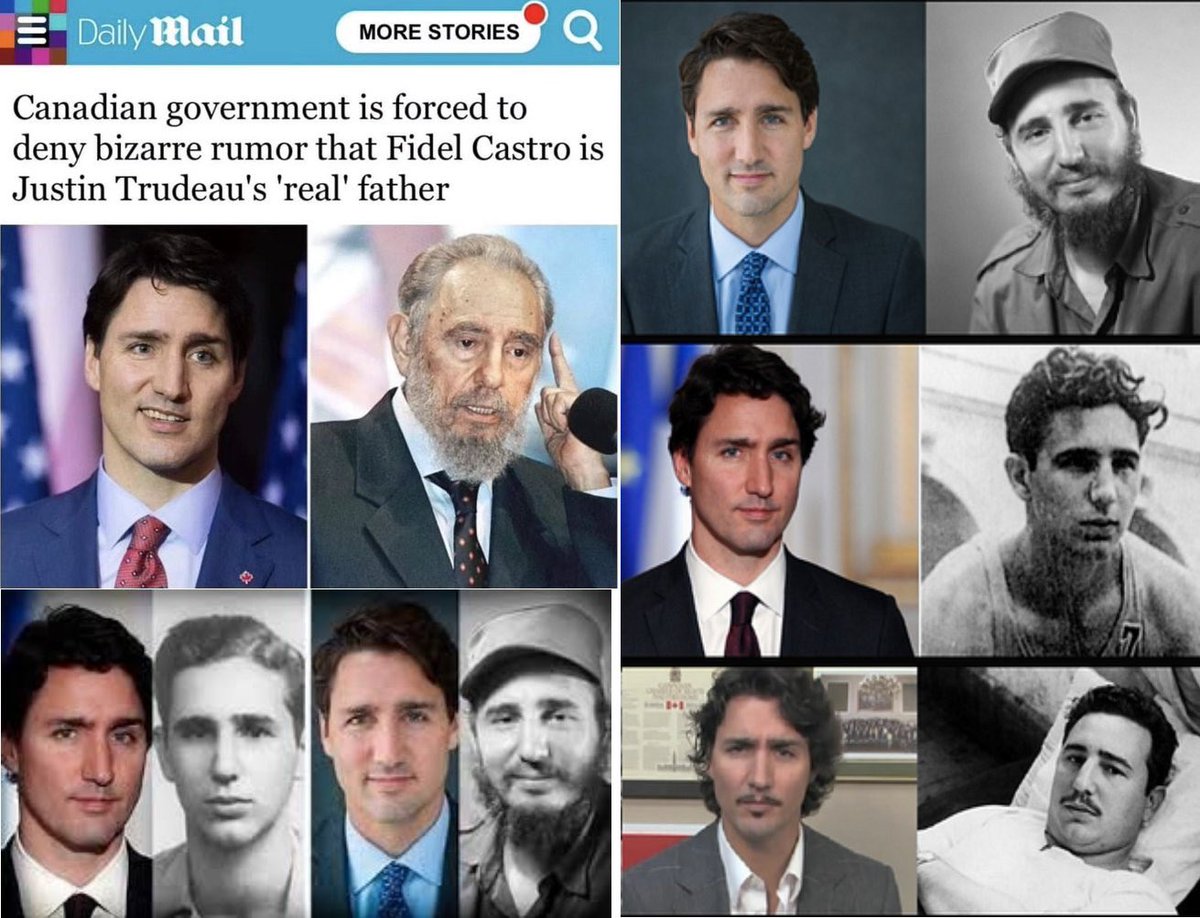 Daily Mail
MORE STORIES
Canadian government is forced to
deny bizarre rumor that Fidel Castro is
Justin Trudeau's 'real' father
7